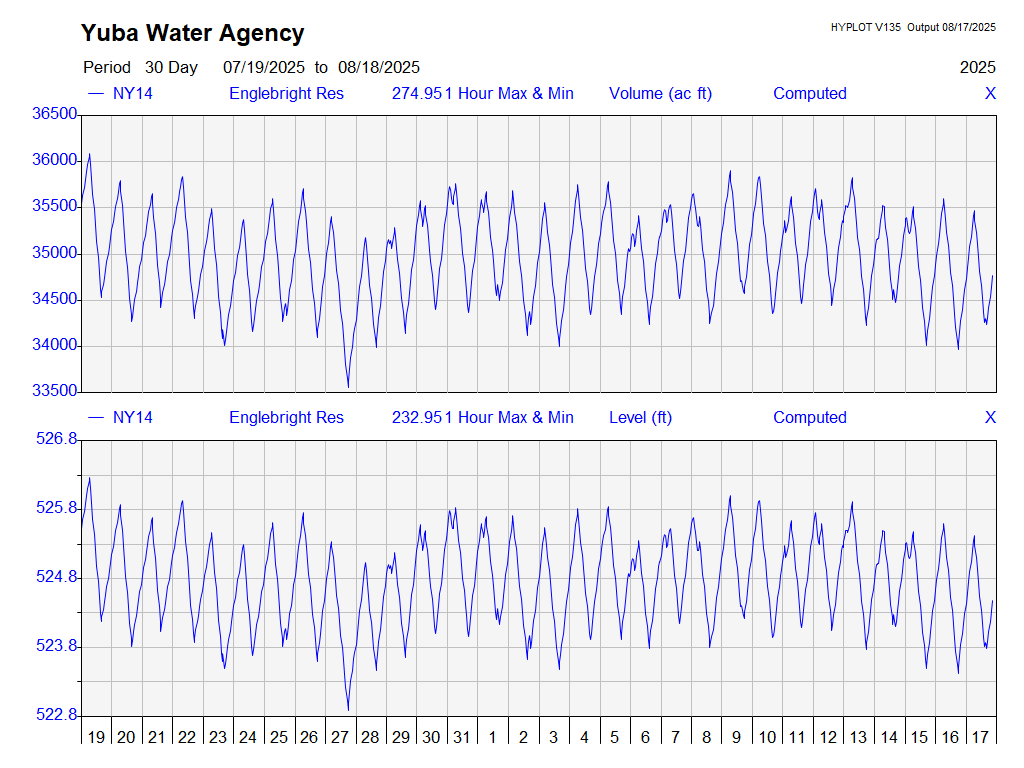 Yuba Water Agency
HYPLOT V135 Output 08/17/2025
Period 30 Day 07/19/2025 to 08/18/2025
2025
NY14 Englebright Res 274.951 Hour Max & Min Volume (ac ft) Computed X
36500
36000
35500
35000
34500
34000
33500
NY14 Englebright Res 232.951 Hour Max & Min Level (ft) Computed X
526.8
525.8
524.8
523.8
522.8
19 20 21 22 23 24 25 26 27 28 29 30 31 1 2 3 4 5 6 7 8 9 10 11 12 13 14 15 16 17